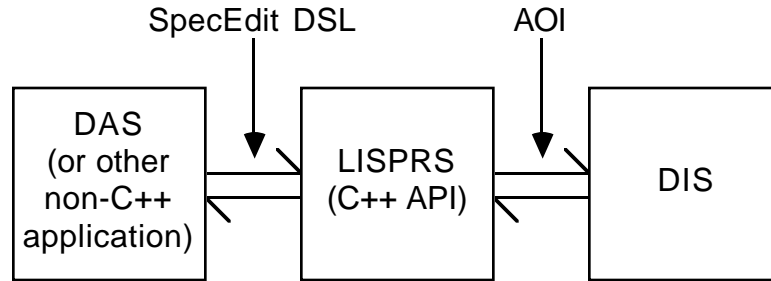 SpecEdit DSL
AOI
DAS
(or other
non-C++
application)
LISPRS
(C++ API)
DIS